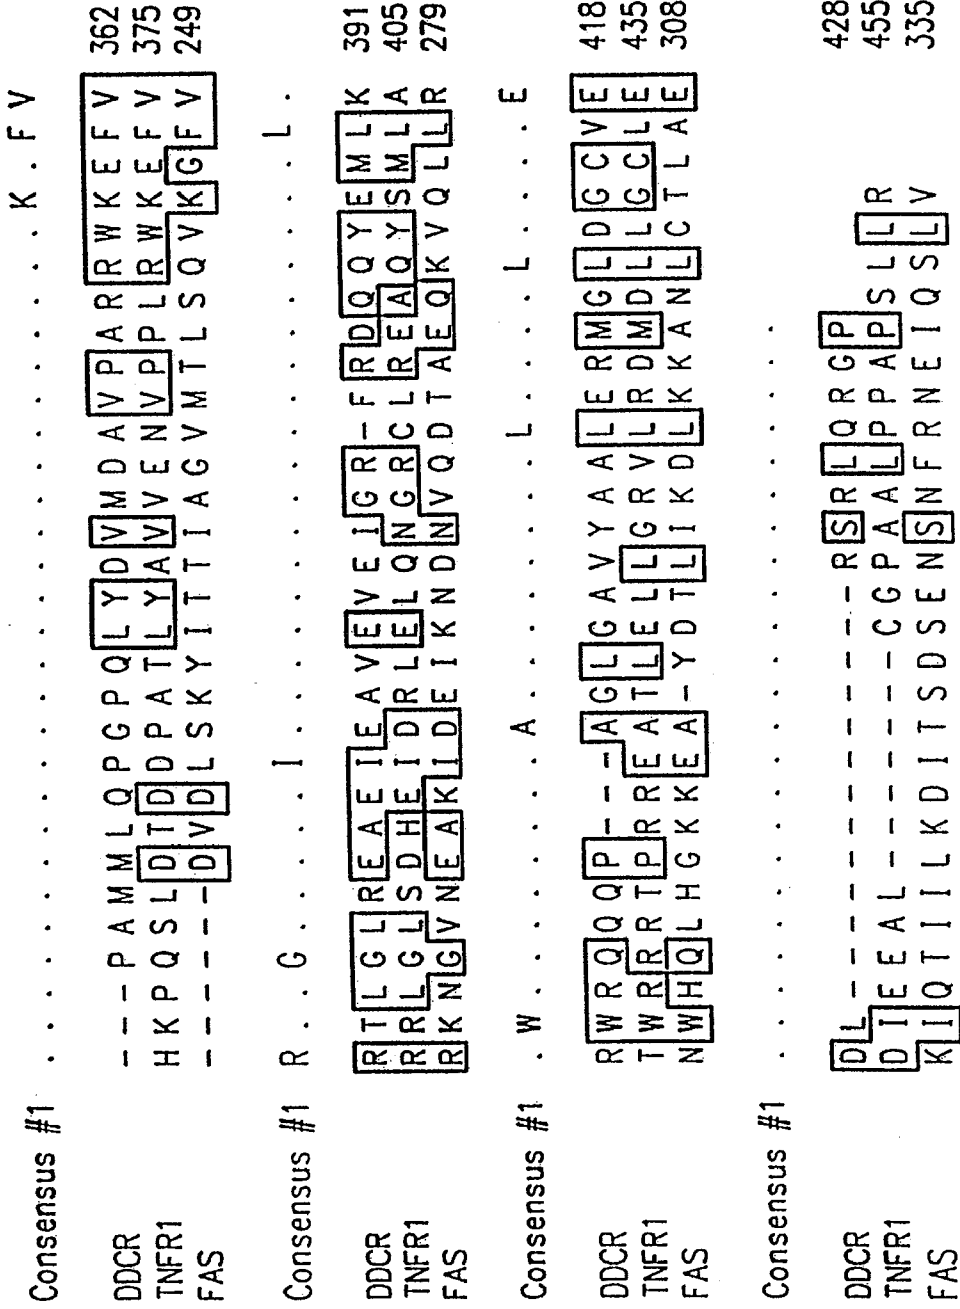 Consensus #1 . . . . . . . . . . . . . . . . . . . . . . . . . . K . F V
DDCR - - - P A M M L Q P G P Q L Y D V M D A V P A R R W K E F V 362
TNFR1 H K P Q S L D T D D P A T L Y A V V E N V P P L R W K E F V 375
FAS - - - - - - D V D L S K Y I T T I A G V M T L S Q V K G F V 249
Consensus #1 R . . G . . . . . I . . . . . . . . . . . . . . . . . . L .
DDCR R T L G L R E A E I E A V E V E I G R - F R D Q Q Y E M L K 391
TNFR1 R R L G L S D H E I D R L E L Q N G R C L R E A Q Y S M L A 405
FAS R K N G V N E A K I D E I K N D N V Q D T A E Q K V Q L L R 279
Consensus #1 . W . . . . . . . . A . . . . . . . . L . . . . L . . . . E
DDCR R W R Q Q Q P - - - A G L G A V Y A A L E R M G L D G C V E 418
TNFR1 T W R R R T P R R E A T L E L L G R V L R D M D L L G C L E 435
FAS N W H Q L H G K K E A - Y D T L I K D L K K A N L C T L A E 308
Consensus #1 . . . . . . . . . . . . . . . . . . . . . . .
DDCR D L - - - - - - - - - - - - - R S R L Q R G P 428
TNFR1 D I E E A L - - - - - - - C G P A A L P P A P S L L R 455
FAS K I Q T I I L K D I T S D S E N S N F R N E I Q S L V 335